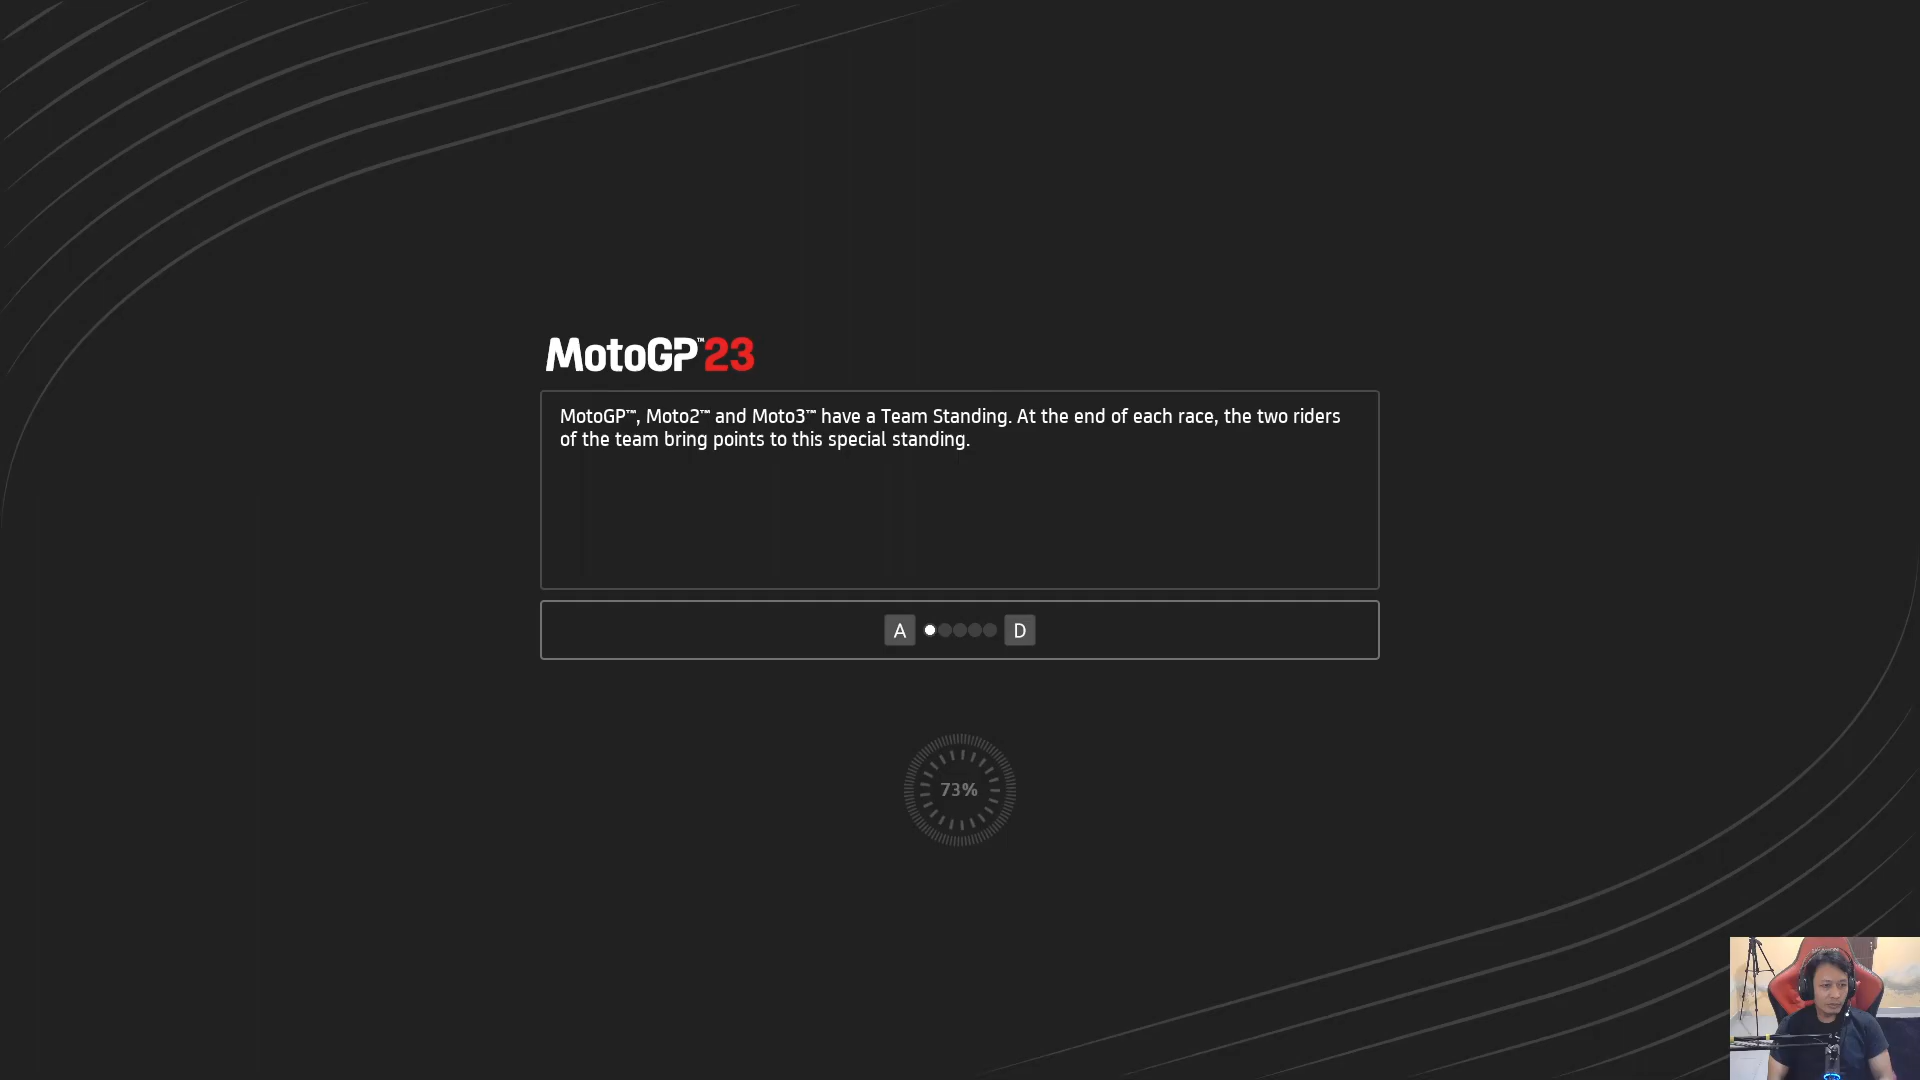 MotoGP™23
MotoGP™, Moto2™ and Moto3™ have a Team Standing. At the end of each race, the two riders
of the team bring points to this special standing.
A D
73%